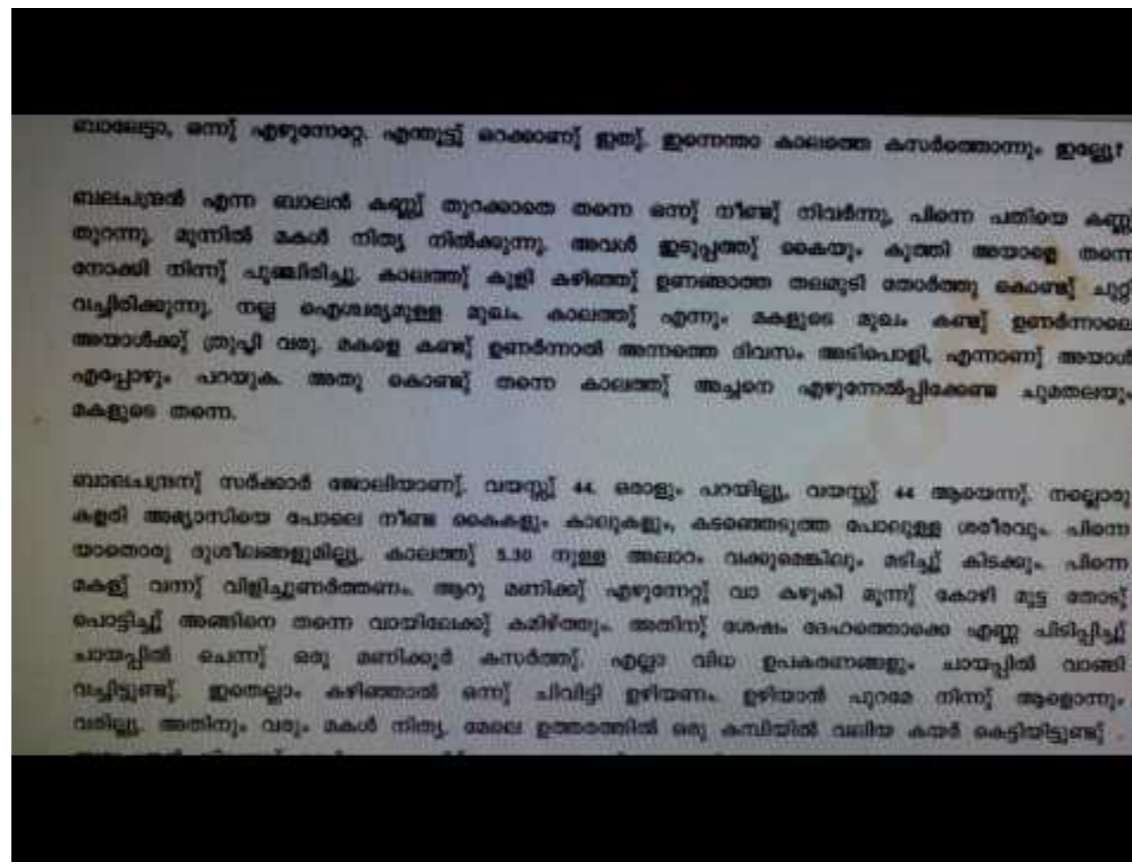 ബാലേട്ടാ, ഒന്ന് എഴുന്നേറ്റേ. എന്തൂട്ട് ഒറക്കാണ് ഇത്. ഇന്നെന്താ കാലത്തെ കസർത്തൊന്നും ഇല്ല്യേ?
ബലചന്ദ്രൻ എന്ന ബാലൻ കണ്ണ് തുറക്കാതെ തന്നെ ഒന്ന് നീണ്ട് നിവർന്നു, പിന്നെ പതിയെ കണ്ണ്
തുറന്നു. മുന്നിൽ മകൾ നിത്യ നിൽക്കുന്നു. അവൾ ഇടുപ്പത്ത് കൈയും കുത്തി അയാളെ തന്നെ
നോക്കി നിന്ന് പുഞ്ചിരിച്ചു. കാലത്ത് കുളി കഴിഞ്ഞ് ഉണങ്ങാത്ത തലമുടി തോർത്തു കൊണ്ട് ചുറ്റ്
വച്ചിരിക്കുന്നു. നല്ല ഐശ്വര്യമുള്ള മുഖം. കാലത്ത് എന്നും മകളുടെ മുഖം കണ്ട് ഉണർന്നാലെ
അയാൾക്ക് ത്രുപ്തി വരു. മകളെ കണ്ട് ഉണർന്നാൽ അന്നത്തെ ദിവസം അടിപൊളി, എന്നാണ് അയാൾ
എപ്പോഴും പറയുക. അതു കൊണ്ട് തന്നെ കാലത്ത് അച്ചനെ എഴുന്നേൽപ്പിക്കേണ്ട ചുമതലയും
മകളുടെ തന്നെ.
ബാലചന്ദ്രന് സർക്കാർ ജോലിയാണ്. വയസ്സ് 44. ഒരാളും പറയില്ല്യ, വയസ്സ് 44 ആയെന്ന്. നല്ലൊരു
കളരി അഭ്യാസിയെ പോലെ നീണ്ട കൈകളും കാലുകളും, കടഞ്ഞെടുത്ത പോലുള്ള ശരീരവും. പിന്നെ
യാതൊരു ദുശീലങ്ങളുമില്ല്യ. കാലത്ത് 5.30 നുള്ള അലാറം വക്കുമെങ്കിലും മടിച്ച് കിടക്കും. പിന്നെ
മകള് വന്ന് വിളിച്ചുണർത്തണം. ആറു മണിക്ക് എഴുന്നേറ്റ് വാ കഴുകി മൂന്ന് കോഴി മുട്ട തോട്
പൊട്ടിച്ച് അങ്ങിനെ തന്നെ വായിലേക്ക് കമിഴ്ത്തും. അതിന് ശേഷം ദേഹത്തൊക്കെ എണ്ണ പിടിപ്പിച്ച്
ചായപ്പിൽ ചെന്ന് ഒരു മണിക്കൂർ കസർത്ത്. എല്ലാ വിധ ഉപകരണങ്ങളും ചായപ്പിൽ വാങ്ങി
വച്ചിട്ടുണ്ട്. ഇതെല്ലാം കഴിഞ്ഞാൽ ഒന്ന് ചിവിട്ടി ഉഴിയണം. ഉഴിയാൻ പുറമേ നിന്ന് ആളൊന്നും
വരില്ല്യ. അതിനും വരും മകൾ നിത്യ. മേലെ ഉത്തരത്തിൽ ഒരു കമ്പിയിൽ വലിയ കയർ കെട്ടിയിട്ടുണ്ട് .